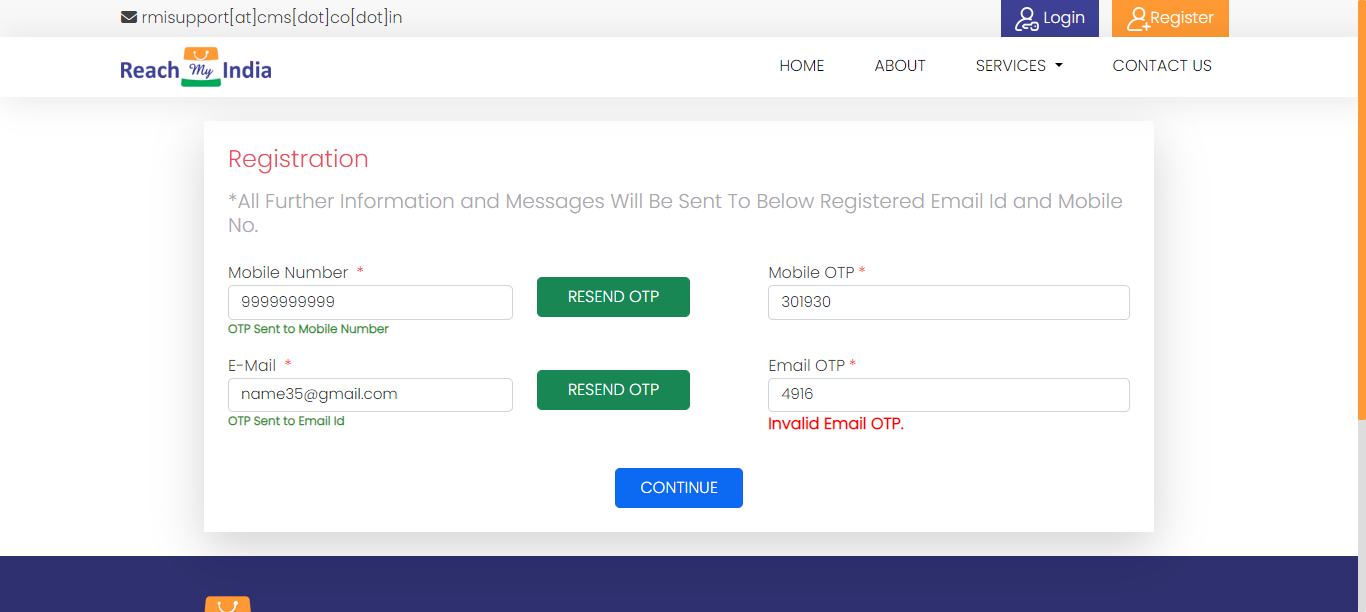 rmisupport[at]cms[dot]co[dot]in
Login
Register
Reach My India
HOME
ABOUT
SERVICES
CONTACT US
Registration
*All Further Information and Messages Will Be Sent To Below Registered Email Id and Mobile
No.
Mobile Number *
Mobile OTP *
9999999999
RESEND OTP
301930
OTP Sent to Mobile Number
E-Mail *
Email OTP *
name35@gmail.com
RESEND OTP
4916
OTP Sent to Email Id
Invalid Email OTP.
CONTINUE